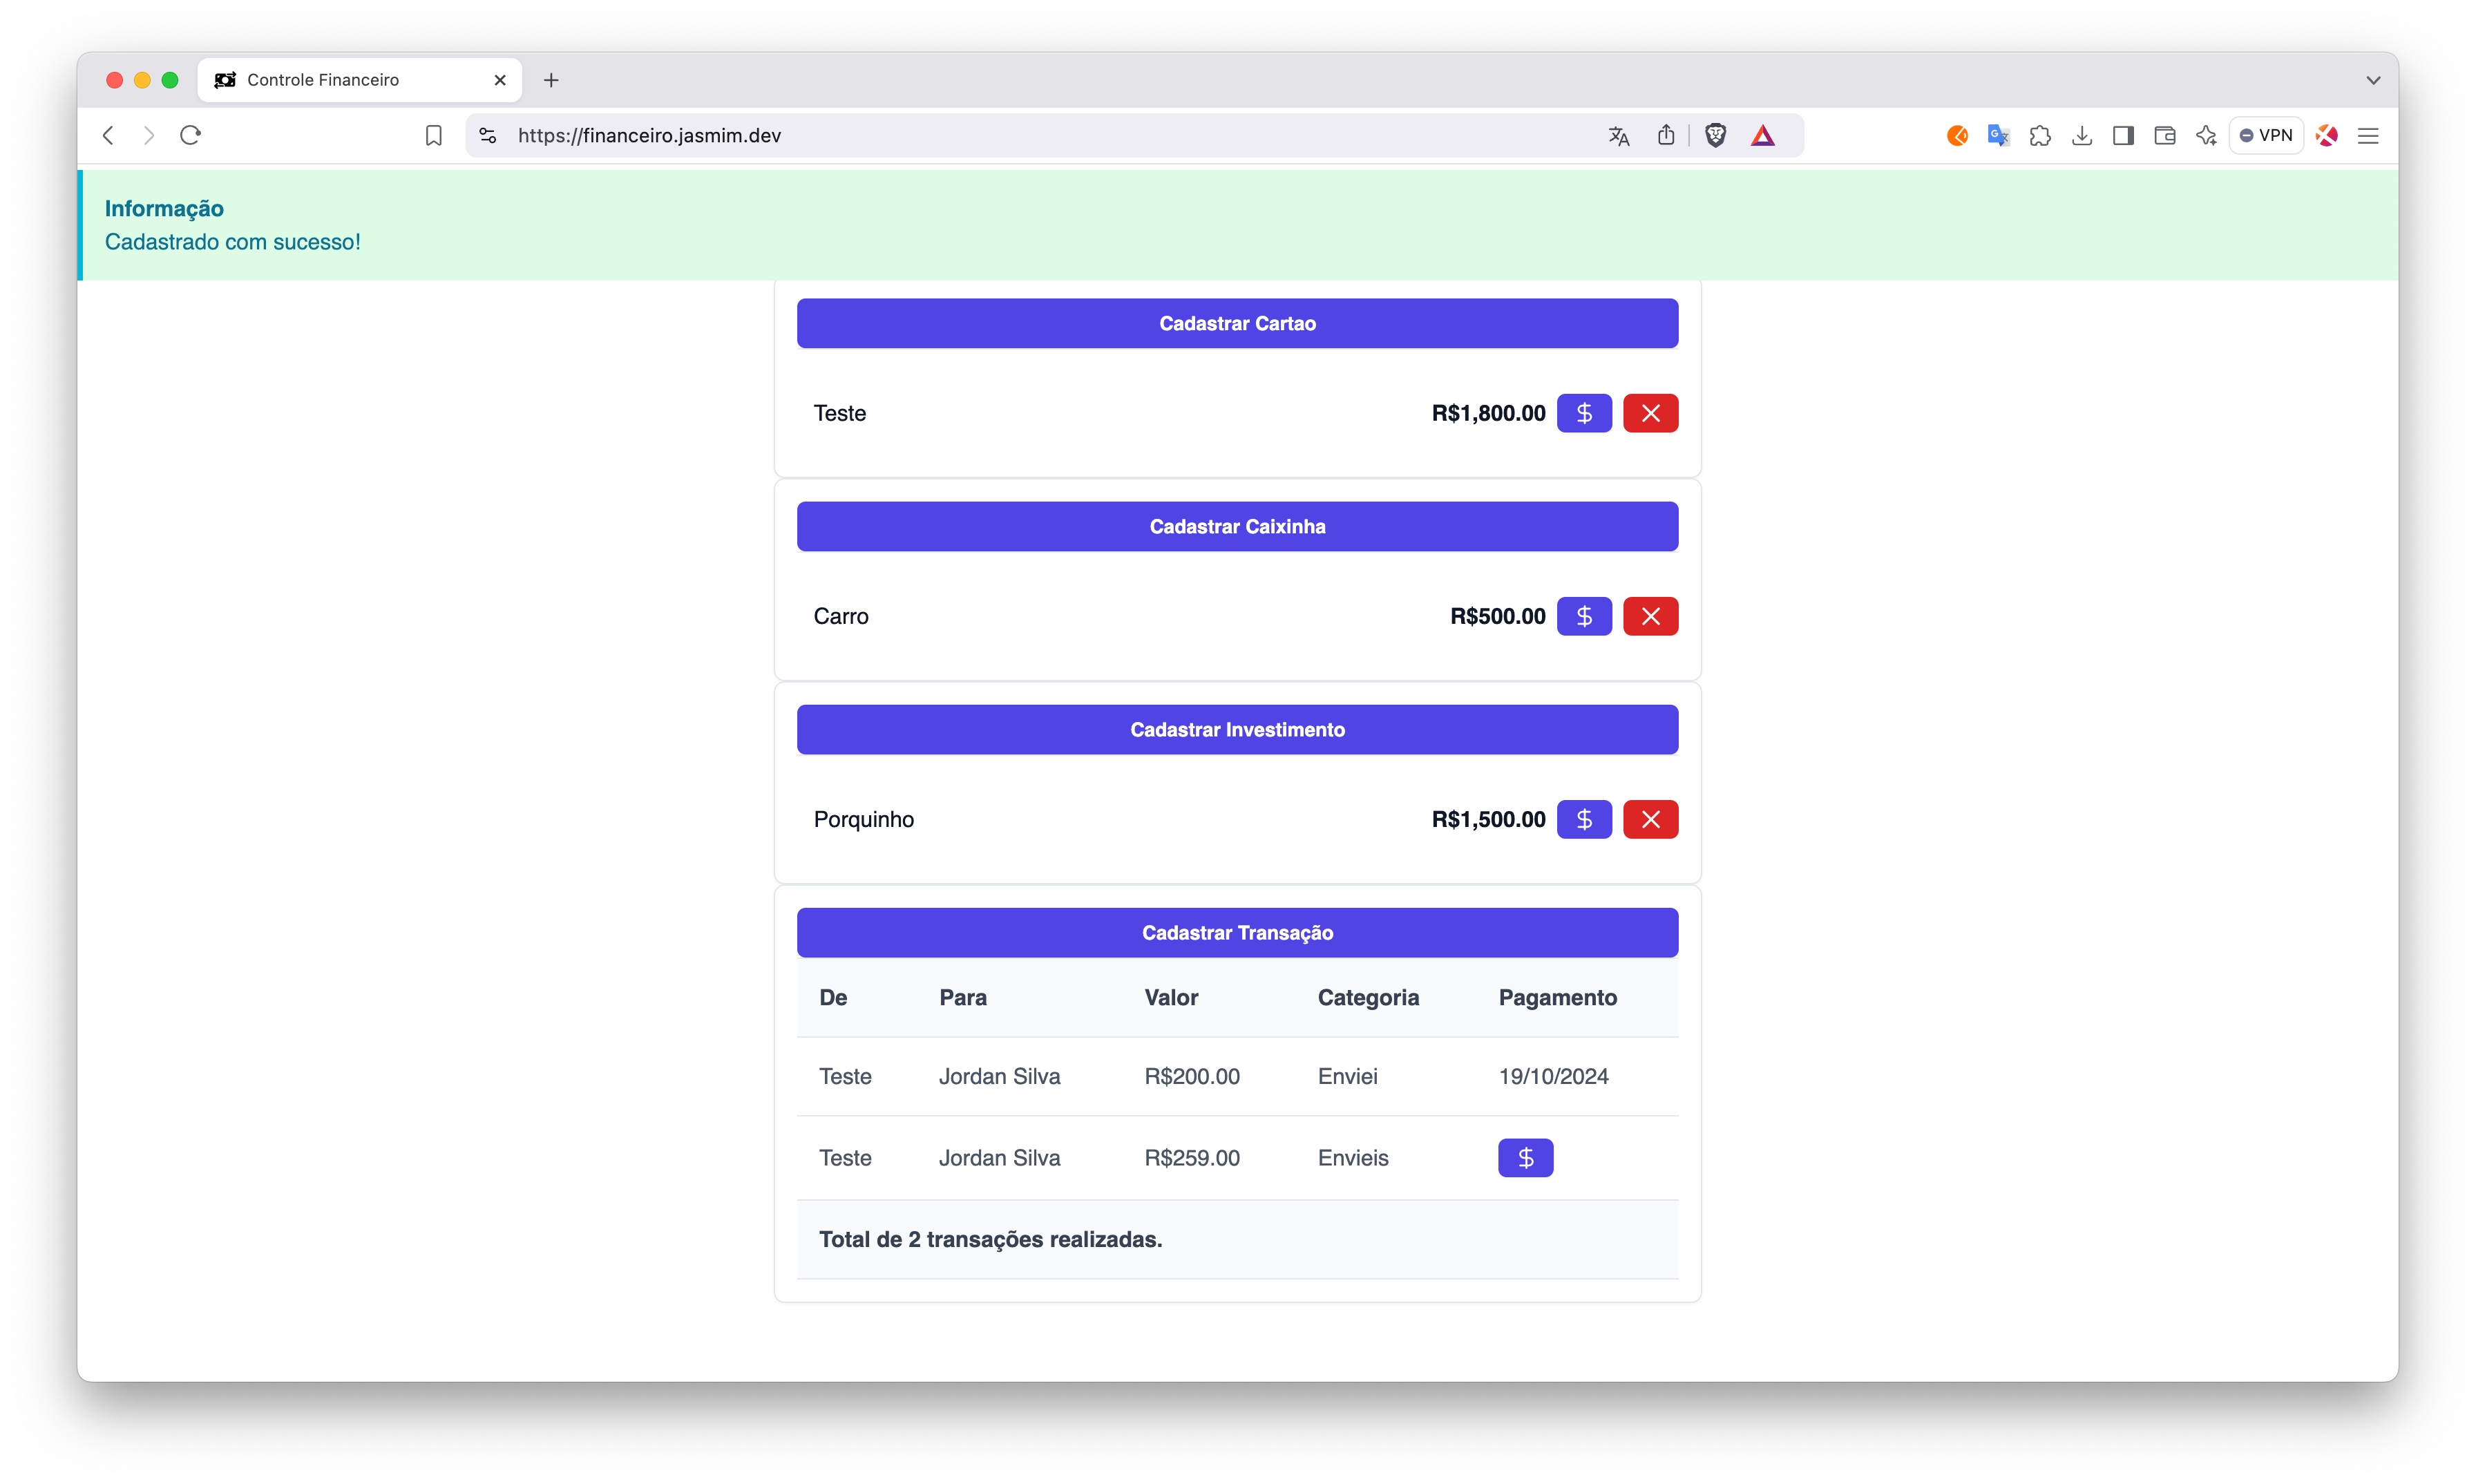 Controle Financeiro
https://financeiro.jasmim.dev
VPN
Informação
Cadastrado com sucesso!
Cadastrar Cartao
Teste R$1,800.00 $
Cadastrar Caixinha
Carro R$500.00 $
Cadastrar Investimento
Porquinho R$1,500.00 $
Cadastrar Transação
De Para Valor Categoria Pagamento
Teste Jordan Silva R$200.00 Enviei 19/10/2024
Teste Jordan Silva R$259.00 Envieis $
Total de 2 transações realizadas.